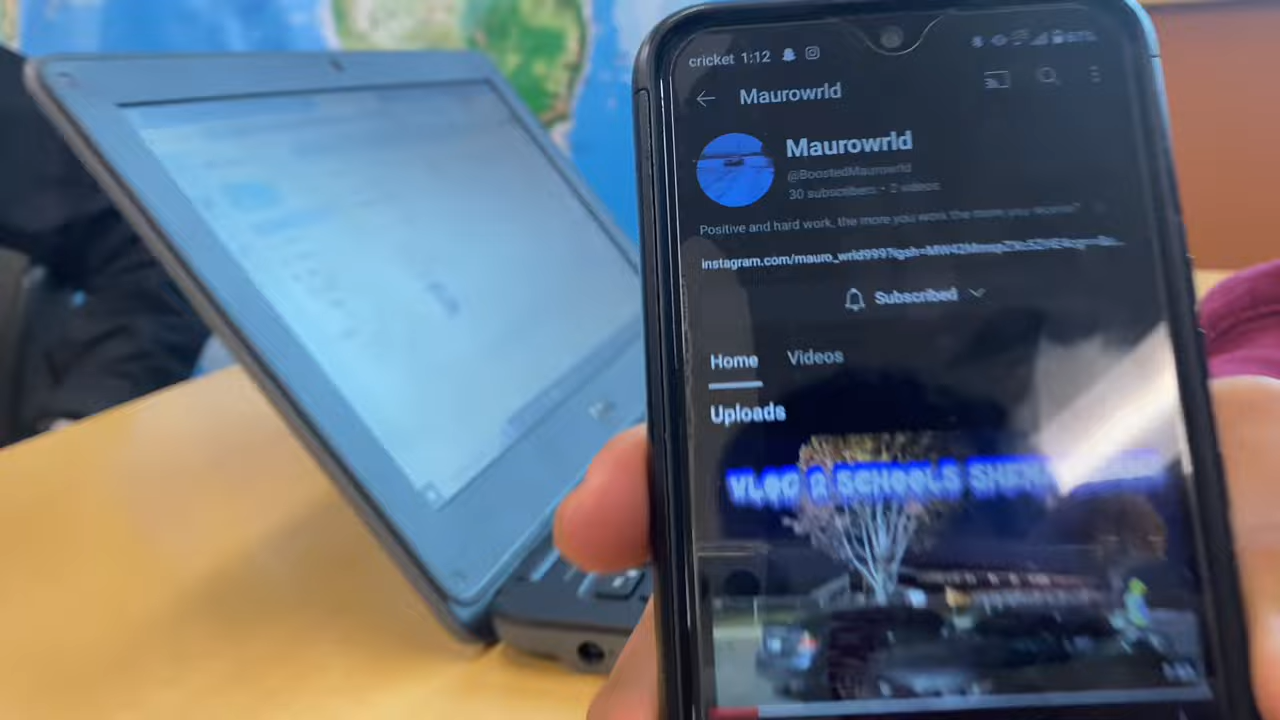 cricket 1:12
Maurowrld
Maurowrld
@BoostedMaurowrld
30 subscribers • 2 videos
Positive and hard work, the more you work the more you
instagram.com/mauro_wrld999?igsh=
Subscribed
Home Videos
Uploads
VLOG 2 SCHOOLS